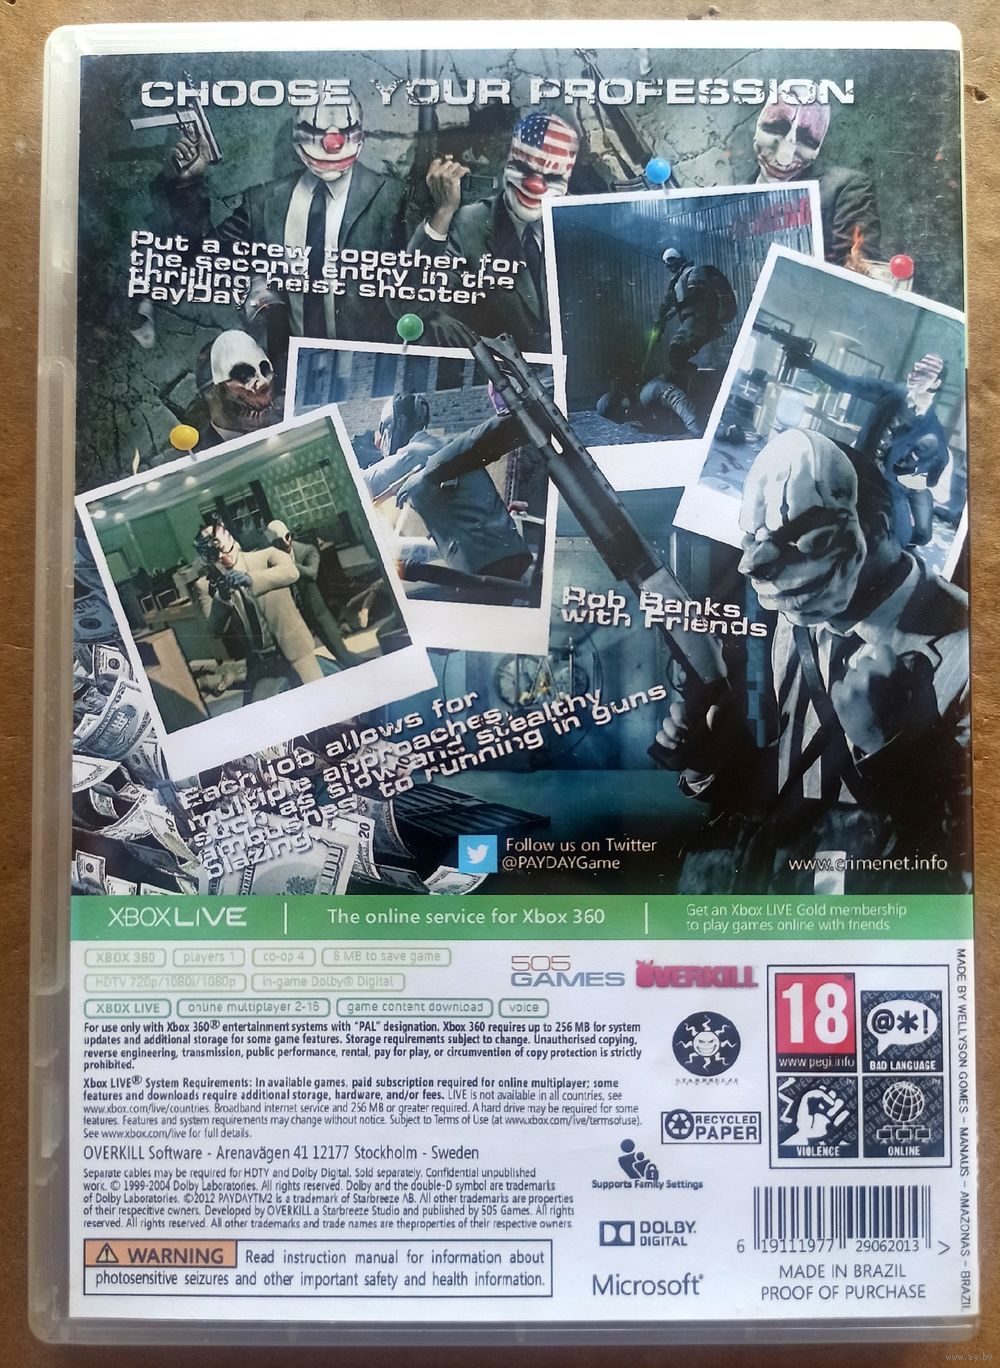 CHOOSE YOUR PROFESSION
Put a crew together for
the second entry in the
thrilling heist shooter
PayDay.
Rob Banks
with Friends
Each job allows for
multiple approaches,
such as slow and stealthy
ambushes to running in guns
blazing.
Follow us on Twitter
@PAYDAYGame
www.crimenet.info
XBOX LIVE
The online service for Xbox 360
Get an Xbox LIVE Gold membership
to play games online with friends
XBOX 360 players 1 co-op 4 8 MB to save game
HDTV 720p/1080i/1080p in-game Dolby® Digital
XBOX LIVE online multiplayer 2-16 game content download voice
505
GAMES
OVERKILL
For use only with Xbox 360® entertainment systems with "PAL" designation. Xbox 360 requires up to 256 MB for system
updates and additional storage for some game features. Storage requirements subject to change. Unauthorised copying,
reverse engineering, transmission, public performance, rental, pay for play, or circumvention of copy protection is strictly
prohibited.
Xbox LIVE® System Requirements: In available games, paid subscription required for online multiplayer; some
features and downloads require additional storage, hardware, and/or fees. LIVE is not available in all countries, see
www.xbox.com/live/countries. Broadband internet service and 256 MB or greater required. A hard drive may be required for some
features. Features and system requirements may change without notice. Subject to Terms of Use (at www.xbox.com/live/termsofuse).
See www.xbox.com/live for full details.
OVERKILL Software - Arenavägen 41 12177 Stockholm - Sweden
Separate cables may be required for HDTV and Dolby Digital. Sold separately. Confidential unpublished
work. © 1999-2004 Dolby Laboratories. All rights reserved. Dolby and the double-D symbol are trademarks
of Dolby Laboratories. ©2012 PAYDAYTM2 is a trademark of Starbreeze AB. All other trademarks are properties
of their respective owners. Developed by OVERKILL a Starbreeze Studio and published by 505 Games. All rights
reserved. All rights reserved. All other trademarks and trade names are theproperties of their respective owners.
WARNING Read instruction manual for information about
photosensitive seizures and other important safety and health information.
STARBREEZE
RECYCLED
PAPER
Supports Family Settings
DOLBY
DIGITAL
Microsoft®
18
www.pegi.info
@*!
BAD LANGUAGE
VIOLENCE
ONLINE
6 19111977 29062013 >
MADE IN BRAZIL
PROOF OF PURCHASE
MADE BY WELLYSON GOMES - MANAUS - AMAZONAS - BRAZIL
www.ay.by